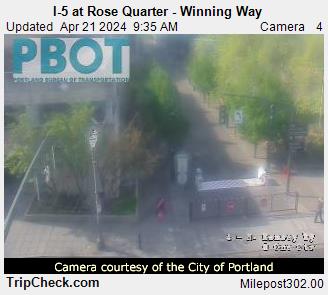 I-5 at Rose Quarter - Winning Way
Updated Apr 21 2024 9:35 AM Camera 4
PBOT
PORTLAND BUREAU OF TRANSPORTATION
Camera courtesy of the City of Portland
TripCheck.com Milepost302.00